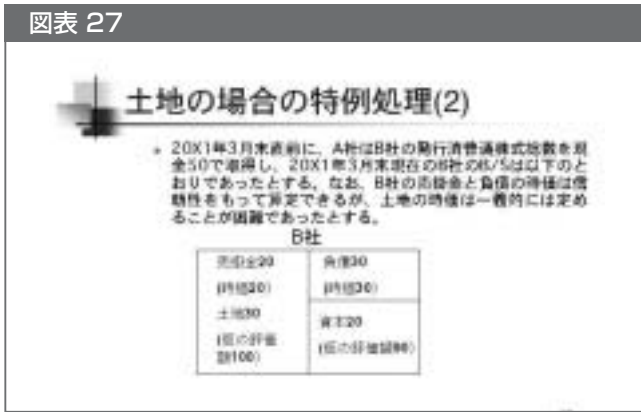 図表 27
土地の場合の特例処理(2)
20X1年3月末直前に、A社はB社の発行済普通株式総数を現
金50で取得し、20X1年3月末現在のB社のB/Sは以下のと
おりであったとする。なお、B社の売掛金と負債の時価は信
頼性をもって算定できるが、土地の時価は一義的には定め
ることが困難であったとする。
B社
売掛金20
(時価20)
土地30
(仮の評価
額100)
負債30
(時価30)
資本20
(仮の評価額90)